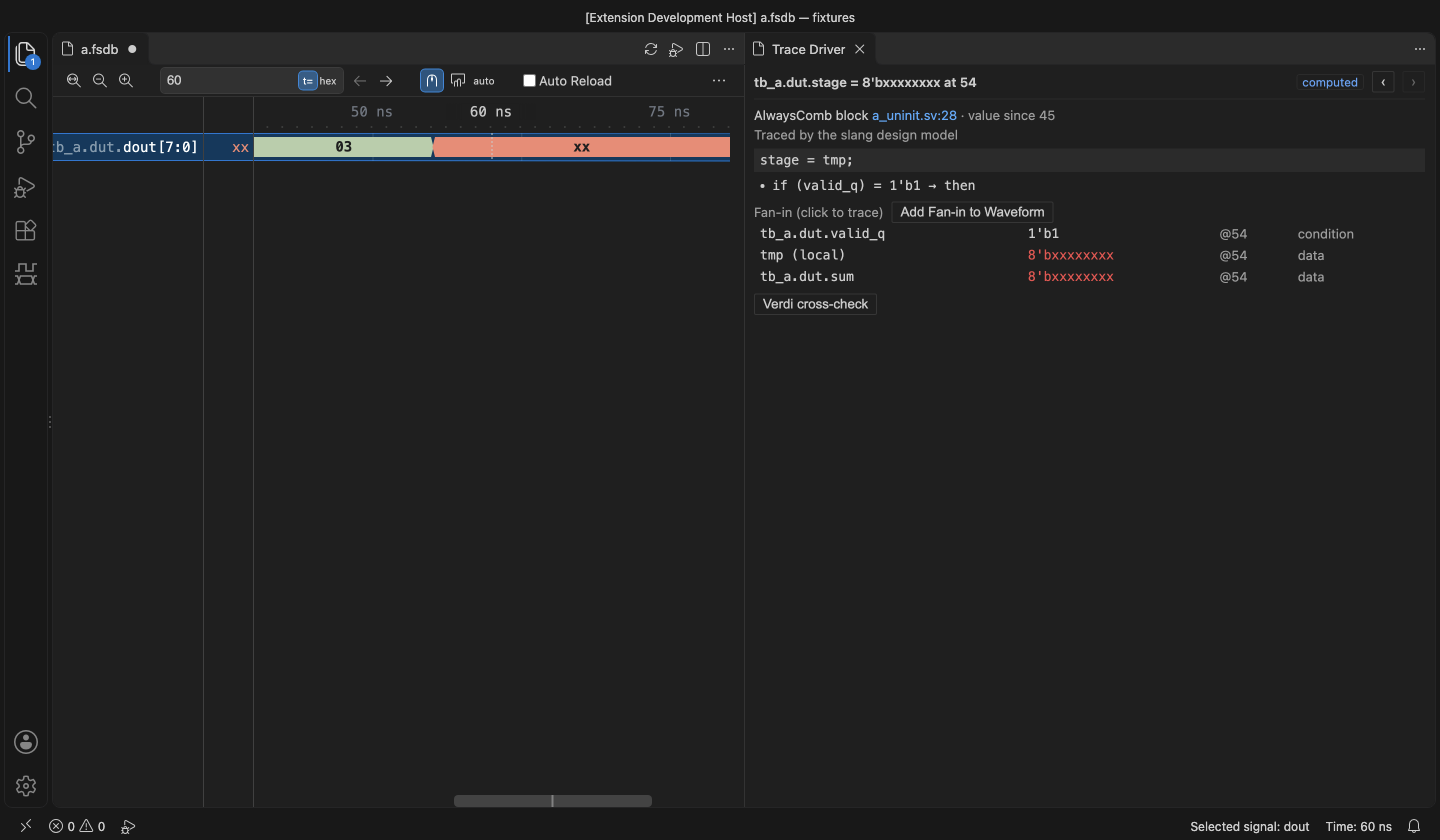 [Extension Development Host] a.fsdb — fixtures
1
a.fsdb
Trace Driver
60
t= hex
auto
Auto Reload
50 ns
60 ns
75 ns
tb_a.dut.dout[7:0]
xx
03
xx
tb_a.dut.stage = 8'bxxxxxxxx at 54
computed
AlwaysComb block a_uninit.sv:28 · value since 45
Traced by the slang design model
stage = tmp;
• if (valid_q) = 1'b1 → then
Fan-in (click to trace) Add Fan-in to Waveform
tb_a.dut.valid_q 1'b1 @54 condition
tmp (local) 8'bxxxxxxxx @54 data
tb_a.dut.sum 8'bxxxxxxxx @54 data
Verdi cross-check
0 0
Selected signal: dout Time: 60 ns